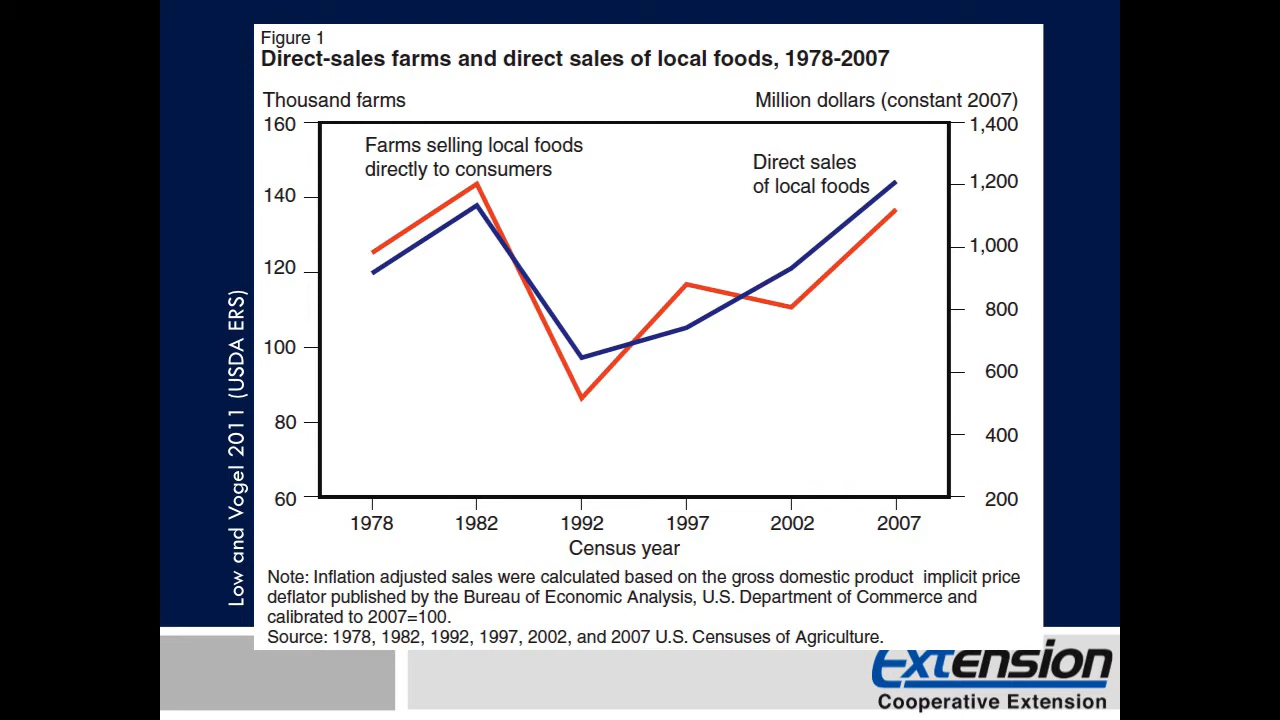 Figure 1
Direct-sales farms and direct sales of local foods, 1978-2007
Thousand farms
Million dollars (constant 2007)
160
140
120
100
80
60
Farms selling local foods
directly to consumers
Direct sales
of local foods
1,400
1,200
1,000
800
600
400
200
1978 1982 1992 1997 2002 2007
Census year
Note: Inflation adjusted sales were calculated based on the gross domestic product implicit price
deflator published by the Bureau of Economic Analysis, U.S. Department of Commerce and
calibrated to 2007=100.
Source: 1978, 1982, 1992, 1997, 2002, and 2007 U.S. Censuses of Agriculture.
Low and Vogel 2011 (USDA ERS)
eXtension
Cooperative Extension